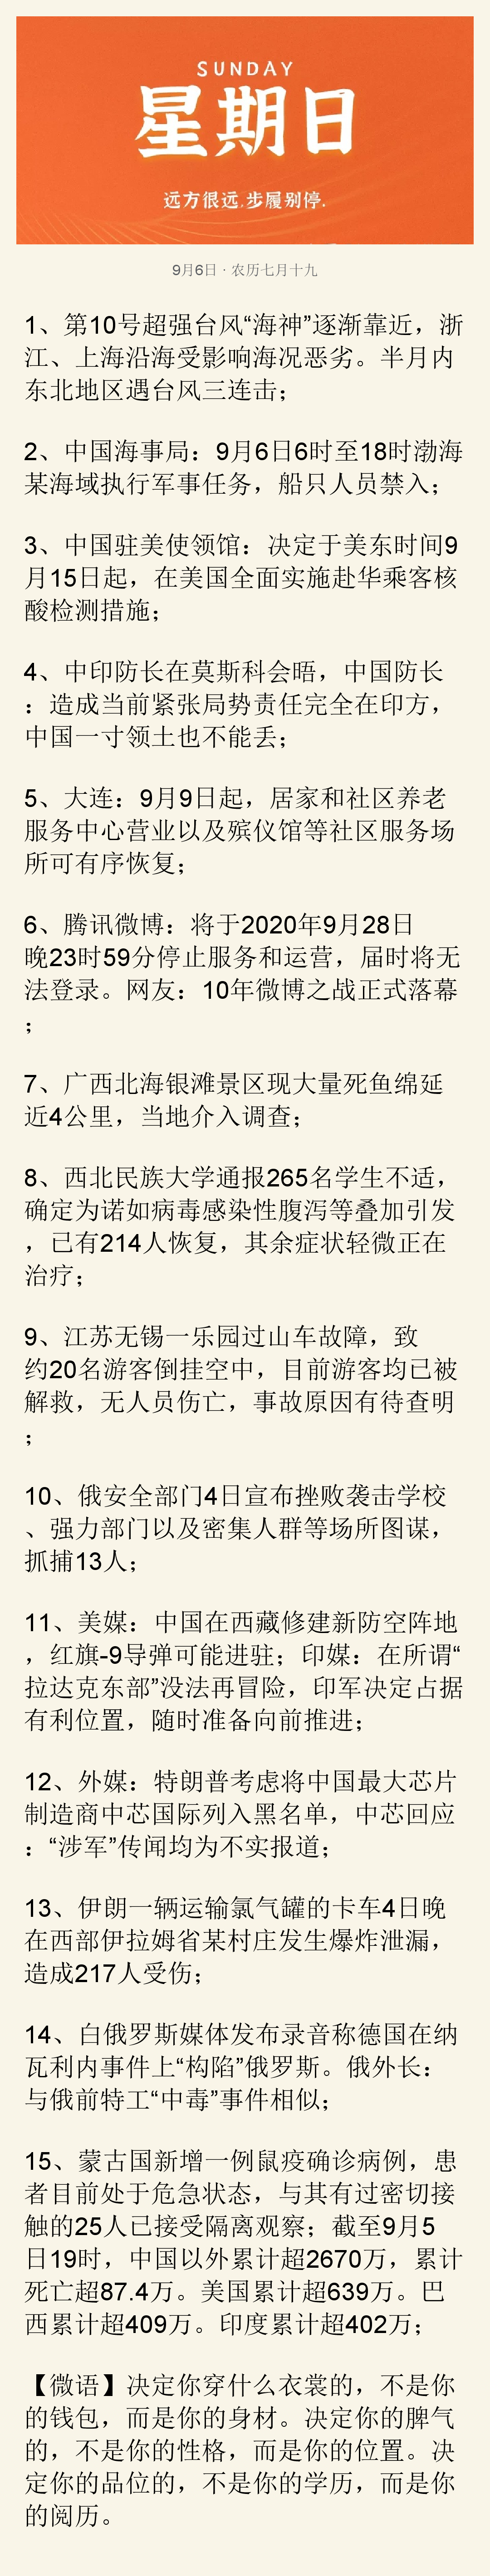 SUNDAY
星期日
远方很远,步履别停.
9月6日 · 农历七月十九
1、第10号超强台风“海神”逐渐靠近，浙
江、上海沿海受影响海况恶劣。半月内
东北地区遇台风三连击；
2、中国海事局：9月6日6时至18时渤海
某海域执行军事任务，船只人员禁入；
3、中国驻美使领馆：决定于美东时间9
月15日起，在美国全面实施赴华乘客核
酸检测措施；
4、中印防长在莫斯科会晤，中国防长
：造成当前紧张局势责任完全在印方，
中国一寸领土也不能丢；
5、大连：9月9日起，居家和社区养老
服务中心营业以及殡仪馆等社区服务场
所可有序恢复；
6、腾讯微博：将于2020年9月28日
晚23时59分停止服务和运营，届时将无
法登录。网友：10年微博之战正式落幕
；
7、广西北海银滩景区现大量死鱼绵延
近4公里，当地介入调查；
8、西北民族大学通报265名学生不适，
确定为诺如病毒感染性腹泻等叠加引发
，已有214人恢复，其余症状轻微正在
治疗；
9、江苏无锡一乐园过山车故障，致
约20名游客倒挂空中，目前游客均已被
解救，无人员伤亡，事故原因有待查明
；
10、俄安全部门4日宣布挫败袭击学校
、强力部门以及密集人群等场所图谋，
抓捕13人；
11、美媒：中国在西藏修建新防空阵地
，红旗-9导弹可能进驻；印媒：在所谓“
拉达克东部”没法再冒险，印军决定占据
有利位置，随时准备向前推进；
12、外媒：特朗普考虑将中国最大芯片
制造商中芯国际列入黑名单，中芯回应
：“涉军”传闻均为不实报道；
13、伊朗一辆运输氯气罐的卡车4日晚
在西部伊拉姆省某村庄发生爆炸泄漏，
造成217人受伤；
14、白俄罗斯媒体发布录音称德国在纳
瓦利内事件上“构陷”俄罗斯。俄外长：
与俄前特工“中毒”事件相似；
15、蒙古国新增一例鼠疫确诊病例，患
者目前处于危急状态，与其有过密切接
触的25人已接受隔离观察；截至9月5
日19时，中国以外累计超2670万，累计
死亡超87.4万。美国累计超639万。巴
西累计超409万。印度累计超402万；
【微语】决定你穿什么衣裳的，不是你
的钱包，而是你的身材。决定你的脾气
的，不是你的性格，而是你的位置。决
定你的品位的，不是你的学历，而是你
的阅历。